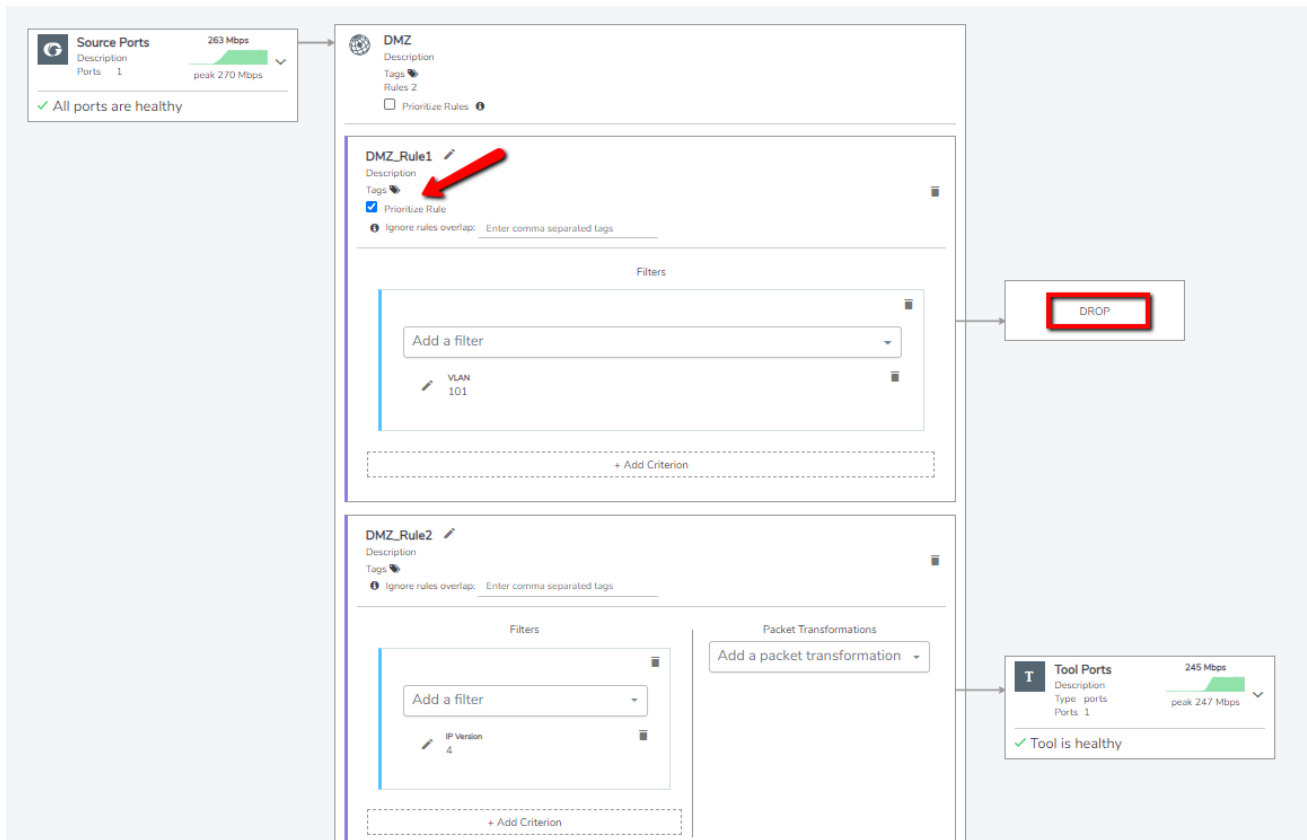 G
Source Ports
263 Mbps
Description
Ports 1
peak 270 Mbps
All ports are healthy
DMZ
Description
Tags
Rules 2
Prioritize Rules
DMZ_Rule1
Description
Tags
Prioritize Rule
Ignore rules overlap: Enter comma separated tags
Filters
Add a filter
VLAN
101
+ Add Criterion
DROP
DMZ_Rule2
Description
Tags
Ignore rules overlap: Enter comma separated tags
Filters
Add a filter
IP Version
4
+ Add Criterion
Packet Transformations
Add a packet transformation
T
Tool Ports
245 Mbps
Description
Type ports
Ports 1
peak 247 Mbps
Tool is healthy